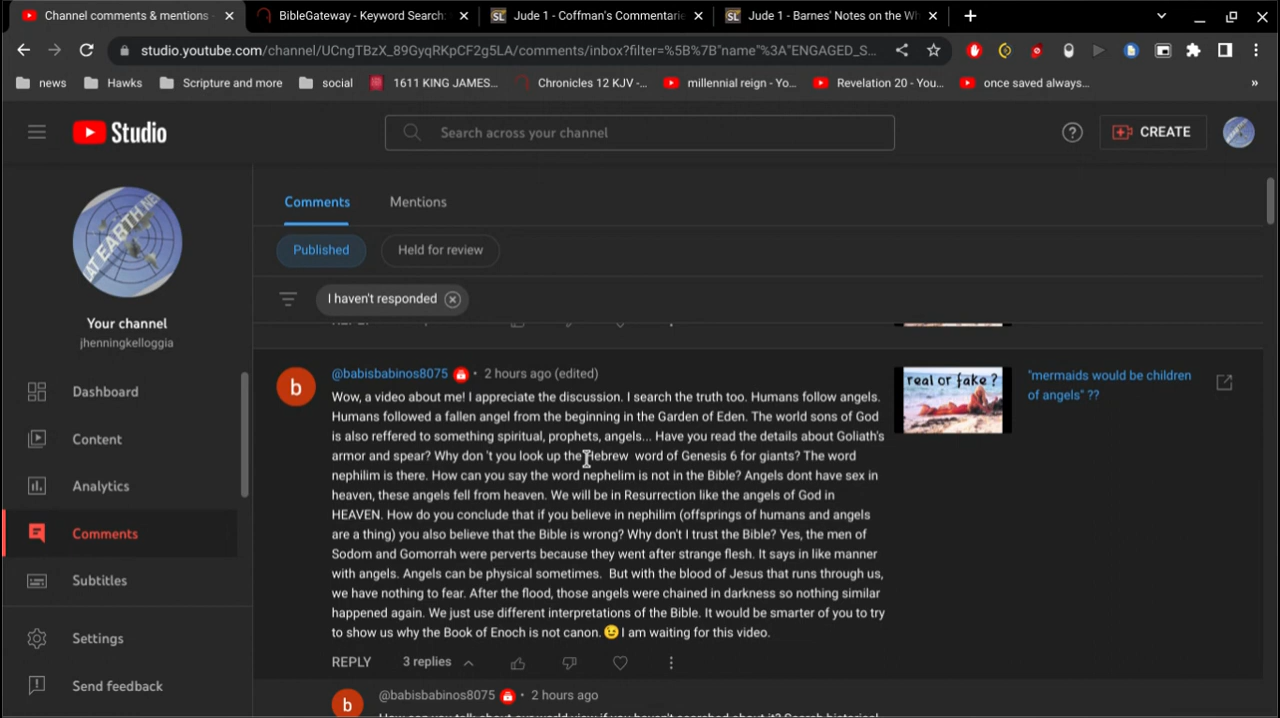 Channel comments & mentions
BibleGateway - Keyword Search:
Jude 1 - Coffman's Commentarie
Jude 1 - Barnes' Notes on the Wh
studio.youtube.com/channel/UCngTBzX_89GyqRKpCF2g5LA/comments/inbox?filter=%5B%7B"name"%3A"ENGAGED_S...
news
Hawks
Scripture and more
social
1611 KING JAMES...
Chronicles 12 KJV -...
millennial reign - Yo...
Revelation 20 - You...
once saved always...
»
Studio
Search across your channel
CREATE
Comments
Mentions
Published
Held for review
I haven't responded
Your channel
jhenningkelloggia
Dashboard
Content
Analytics
Comments
Subtitles
Settings
Send feedback
b
@babisbabinos8075 • 2 hours ago (edited)
Wow, a video about me! I appreciate the discussion. I search the truth too. Humans follow angels.
Humans followed a fallen angel from the beginning in the Garden of Eden. The world sons of God
is also reffered to something spiritual, prophets, angels... Have you read the details about Goliath's
armor and spear? Why don 't you look up the Hebrew word of Genesis 6 for giants? The word
nephilim is there. How can you say the word nephelim is not in the Bible? Angels dont have sex in
heaven, these angels fell from heaven. We will be in Resurrection like the angels of God in
HEAVEN. How do you conclude that if you believe in nephilim (offsprings of humans and angels
are a thing) you also believe that the Bible is wrong? Why don't I trust the Bible? Yes, the men of
Sodom and Gomorrah were perverts because they went after strange flesh. It says in like manner
with angels. Angels can be physical sometimes. But with the blood of Jesus that runs through us,
we have nothing to fear. After the flood, those angels were chained in darkness so nothing similar
happened again. We just use different interpretations of the Bible. It would be smarter of you to try
to show us why the Book of Enoch is not canon. 😉 I am waiting for this video.
real or fake ?
"mermaids would be children
of angels" ??
REPLY
3 replies
b
@babisbabinos8075 • 2 hours ago